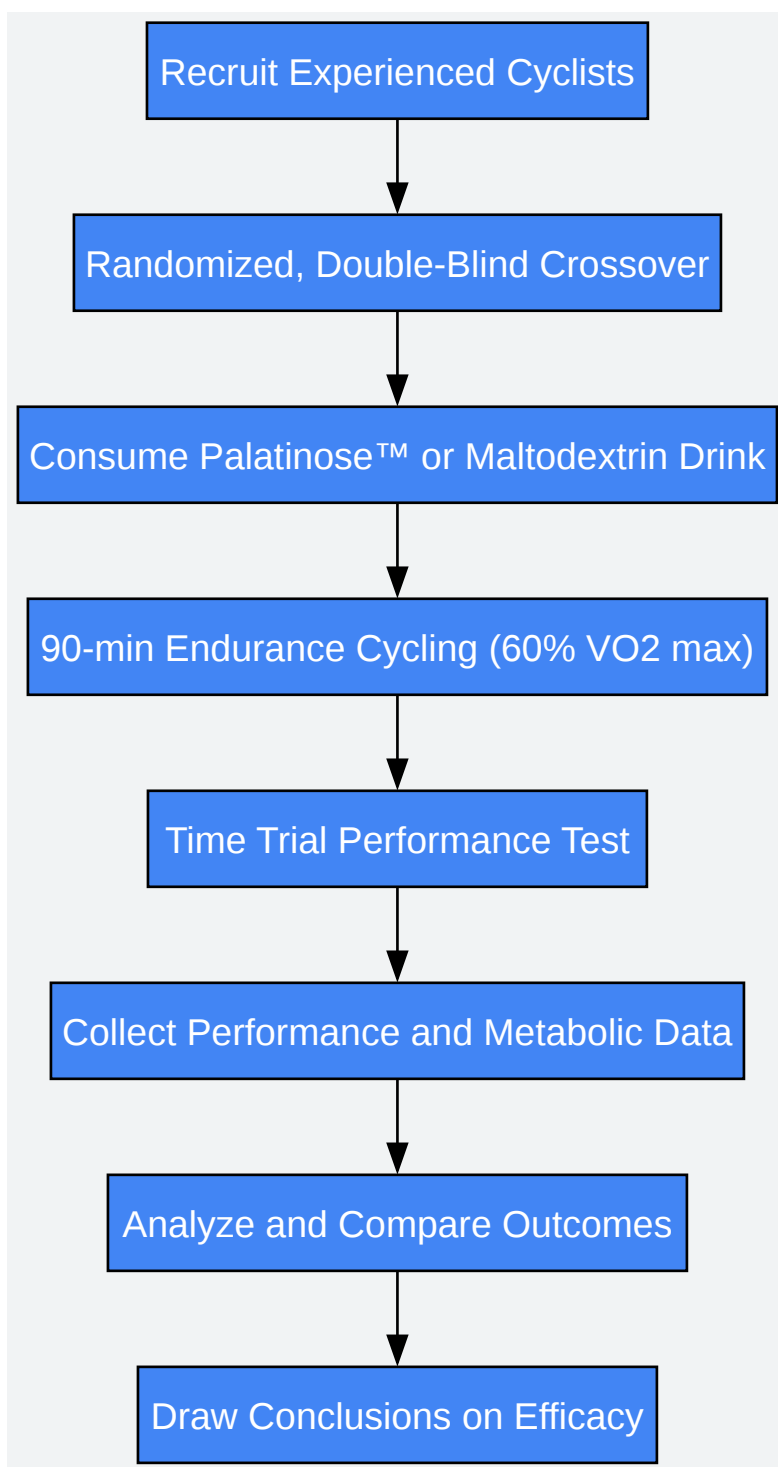 Recruit Experienced Cyclists
Randomized, Double-Blind Crossover
Consume Palatinose™ or Maltodextrin Drink
90-min Endurance Cycling (60% VO2 max)
Time Trial Performance Test
Collect Performance and Metabolic Data
Analyze and Compare Outcomes
Draw Conclusions on Efficacy